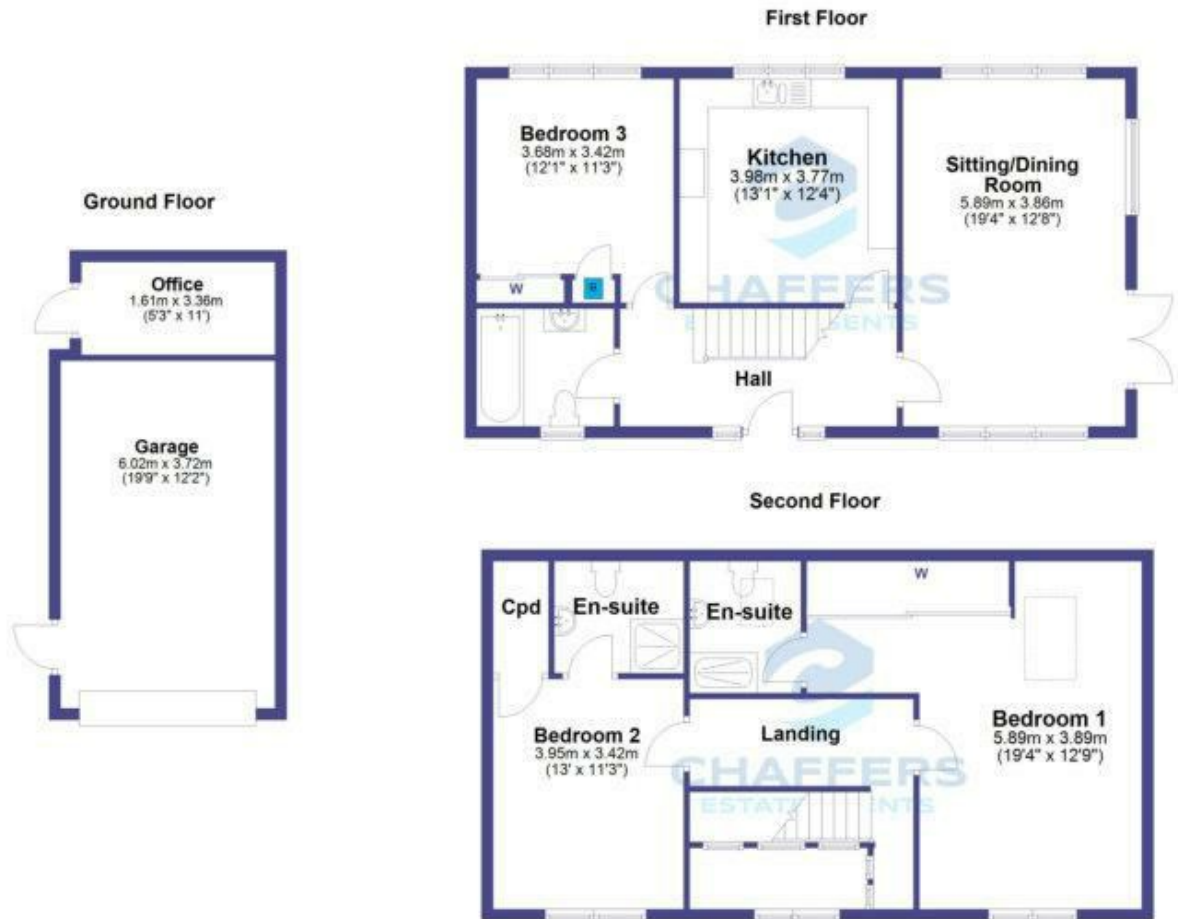 First Floor
Bedroom 3
3.68m x 3.42m
(12'1" x 11'3")
Kitchen
3.98m x 3.77m
(13'1" x 12'4")
Sitting/Dining
Room
5.89m x 3.86m
(19'4" x 12'8")
W
B
Hall
CHAFFERS
Ground Floor
Office
1.61m x 3.36m
(5'3" x 11')
Garage
6.02m x 3.72m
(19'9" x 12'2")
Second Floor
Cpd
En-suite
En-suite
W
Bedroom 2
3.95m x 3.42m
(13' x 11'3")
Landing
Bedroom 1
5.89m x 3.89m
(19'4" x 12'9")
CHAFFERS